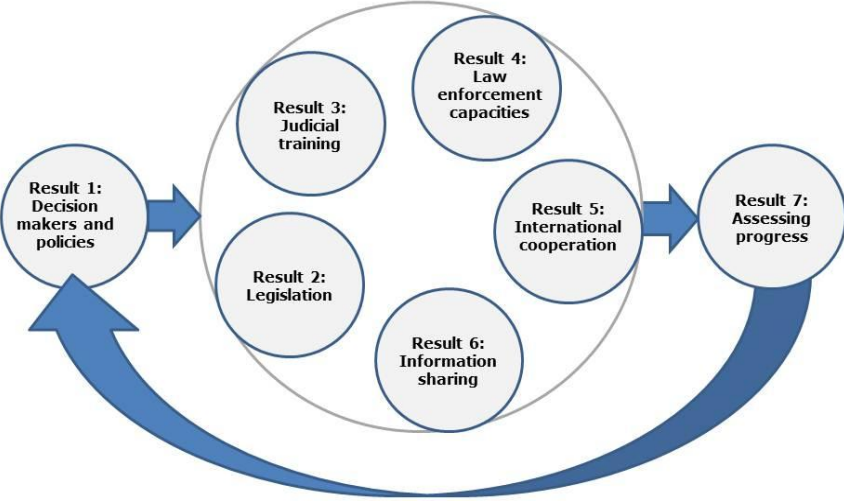 Result 1:
Decision
makers and
policies
Result 2:
Legislation
Result 3:
Judicial
training
Result 4:
Law
enforcement
capacities
Result 5:
International
cooperation
Result 6:
Information
sharing
Result 7:
Assessing
progress